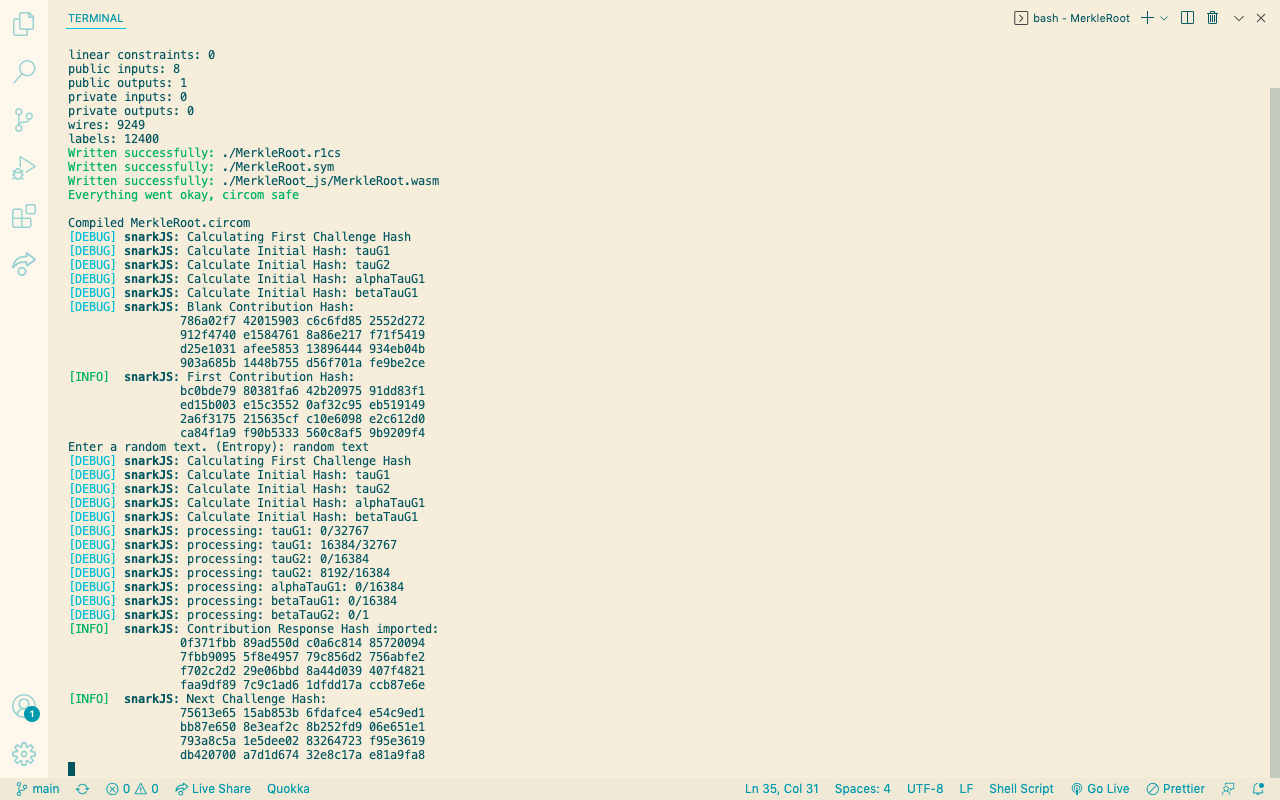 TERMINAL
bash - MerkleRoot
linear constraints: 0
public inputs: 8
public outputs: 1
private inputs: 0
private outputs: 0
wires: 9249
labels: 12400
Written successfully: ./MerkleRoot.r1cs
Written successfully: ./MerkleRoot.sym
Written successfully: ./MerkleRoot_js/MerkleRoot.wasm
Everything went okay, circom safe
Compiled MerkleRoot.circom
[DEBUG] snarkJS: Calculating First Challenge Hash
[DEBUG] snarkJS: Calculate Initial Hash: tauG1
[DEBUG] snarkJS: Calculate Initial Hash: tauG2
[DEBUG] snarkJS: Calculate Initial Hash: alphaTauG1
[DEBUG] snarkJS: Calculate Initial Hash: betaTauG1
[DEBUG] snarkJS: Blank Contribution Hash:
786a02f7 42015903 c6c6fd85 2552d272
912f4740 e1584761 8a86e217 f71f5419
d25e1031 afee5853 13896444 934eb04b
903a685b 1448b755 d56f701a fe9be2ce
[INFO] snarkJS: First Contribution Hash:
bc0bde79 80381fa6 42b20975 91dd83f1
ed15b003 e15c3552 0af32c95 eb519149
2a6f3175 215635cf c10e6098 e2c612d0
ca84f1a9 f90b5333 560c8af5 9b9209f4
Enter a random text. (Entropy): random text
[DEBUG] snarkJS: Calculating First Challenge Hash
[DEBUG] snarkJS: Calculate Initial Hash: tauG1
[DEBUG] snarkJS: Calculate Initial Hash: tauG2
[DEBUG] snarkJS: Calculate Initial Hash: alphaTauG1
[DEBUG] snarkJS: Calculate Initial Hash: betaTauG1
[DEBUG] snarkJS: processing: tauG1: 0/32767
[DEBUG] snarkJS: processing: tauG1: 16384/32767
[DEBUG] snarkJS: processing: tauG2: 0/16384
[DEBUG] snarkJS: processing: tauG2: 8192/16384
[DEBUG] snarkJS: processing: alphaTauG1: 0/16384
[DEBUG] snarkJS: processing: betaTauG1: 0/16384
[DEBUG] snarkJS: processing: betaTauG2: 0/1
[INFO] snarkJS: Contribution Response Hash imported:
0f371fbb 89ad550d c0a6c814 85720094
7fbb9095 5f8e4957 79c856d2 756abfe2
f702c2d2 29e06bbd 8a44d039 407f4821
faa9df89 7c9c1ad6 1dfdd17a ccb87e6e
[INFO] snarkJS: Next Challenge Hash:
75613e65 15ab853b 6fdafce4 e54c9ed1
bb87e650 8e3eaf2c 8b252fd9 06e651e1
793a8c5a 1e5dee02 83264723 f95e3619
db420700 a7d1d674 32e8c17a e81a9fa8
1
main 0 0 Live Share Quokka Ln 35, Col 31 Spaces: 4 UTF-8 LF Shell Script Go Live Prettier